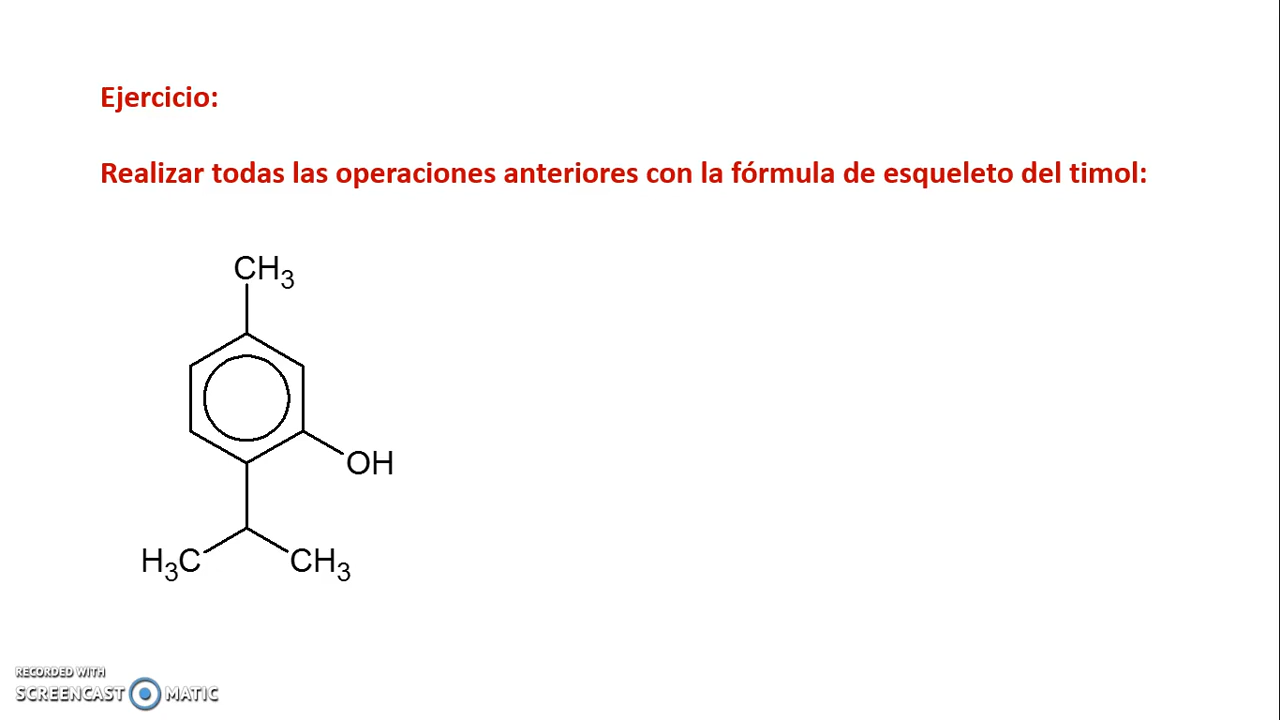 Ejercicio:
Realizar todas las operaciones anteriores con la fórmula de esqueleto del timol:
CH3
OH
H3C CH3
RECORDED WITH
SCREENCAST MATIC